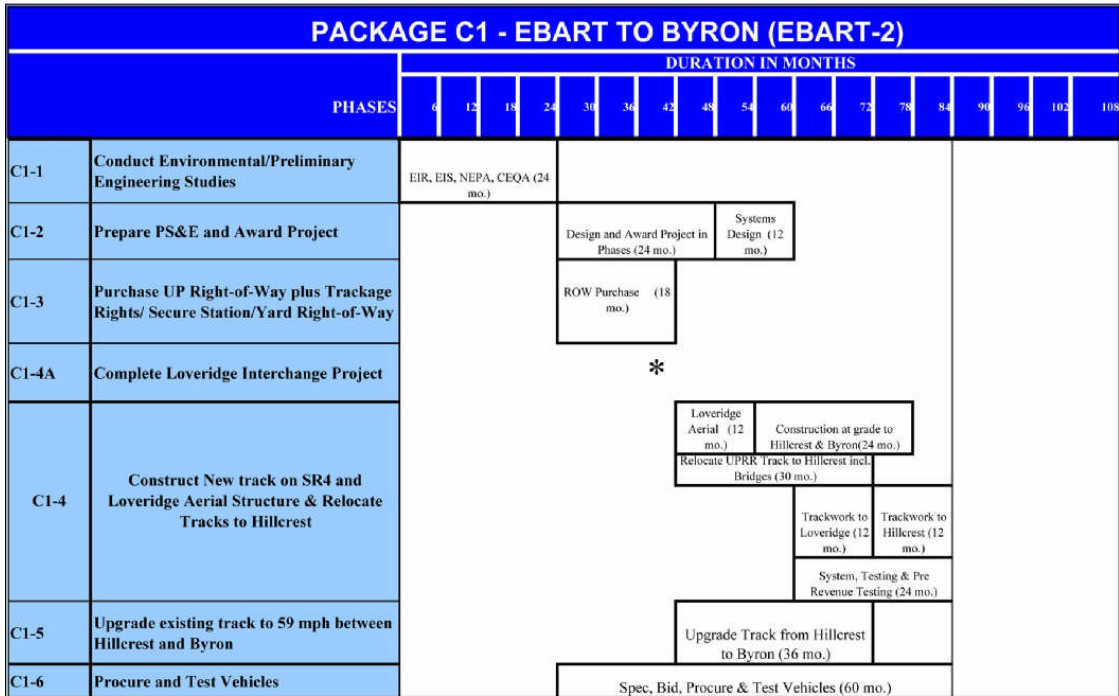 PACKAGE C1 - EBART TO BYRON (EBART-2)
DURATION IN MONTHS
PHASES 6 12 18 24 30 36 42 48 54 60 66 72 78 84 90 96 102 108
C1-1
Conduct Environmental/Preliminary
Engineering Studies
EIR, EIS, NEPA, CEQA (24
mo.)
C1-2
Prepare PS&E and Award Project
Design and Award Project in
Phases (24 mo.)
Systems
Design (12
mo.)
C1-3
Purchase UP Right-of-Way plus Trackage
Rights/ Secure Station/Yard Right-of-Way
ROW Purchase (18
mo.)
C1-4A
Complete Loveridge Interchange Project
*
C1-4
Construct New track on SR4 and
Loveridge Aerial Structure & Relocate
Tracks to Hillcrest
Loveridge
Aerial (12
mo.)
Construction at grade to
Hillcrest & Byron(24 mo.)
Relocate UPRR Track to Hillcrest incl.
Bridges (30 mo.)
Trackwork to
Loveridge (12
mo.)
Trackwork to
Hillcrest (12
mo.)
System, Testing & Pre
Revenue Testing (24 mo.)
C1-5
Upgrade existing track to 59 mph between
Hillcrest and Byron
Upgrade Track from Hillcrest
to Byron (36 mo.)
C1-6
Procure and Test Vehicles
Spec, Bid, Procure & Test Vehicles (60 mo.)